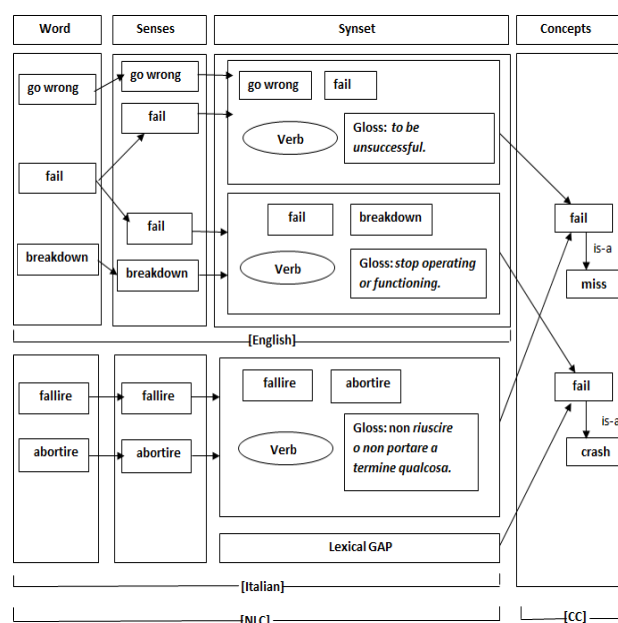 Word
Senses
Synset
Concepts
go wrong
fail
breakdown
go wrong
fail
fail
breakdown
go wrong
fail
Verb
Gloss: to be
unsuccessful.
fail
breakdown
Verb
Gloss: stop operating
or functioning.
[English]
fallire
abortire
fallire
abortire
fallire
abortire
Verb
Gloss: non riuscire
o non portare a
termine qualcosa.
Lexical GAP
[Italian]
[NLC]
fail
is-a
miss
fail
is-a
crash
[CC]